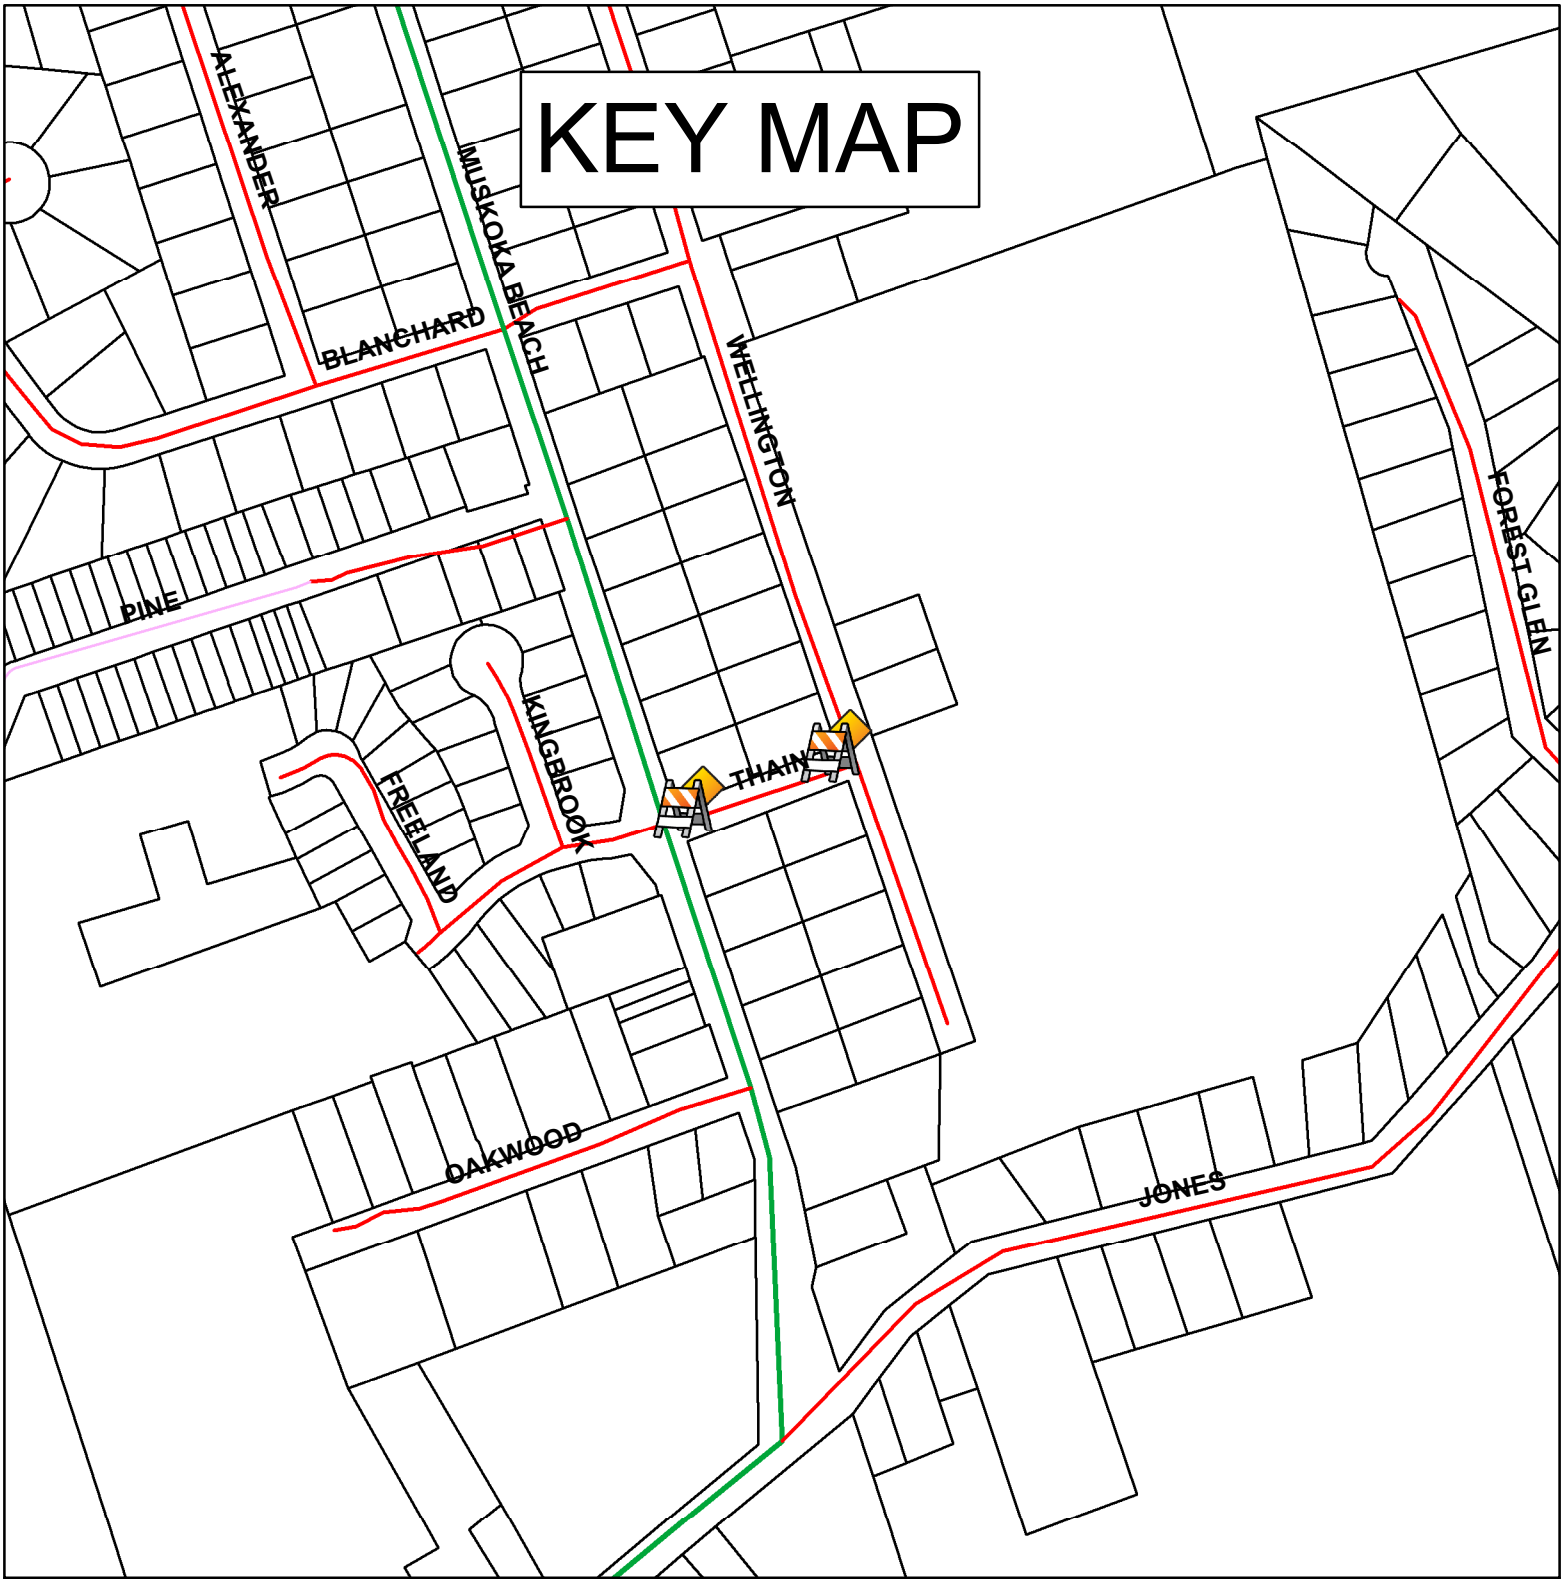 KEY MAP
ALEXANDER
MUSKOKA BEACH
BLANCHARD
WELLINGTON
FOREST GLEN
PINE
KINGBROOK
THAIN
FREELAND
OAKWOOD
JONES